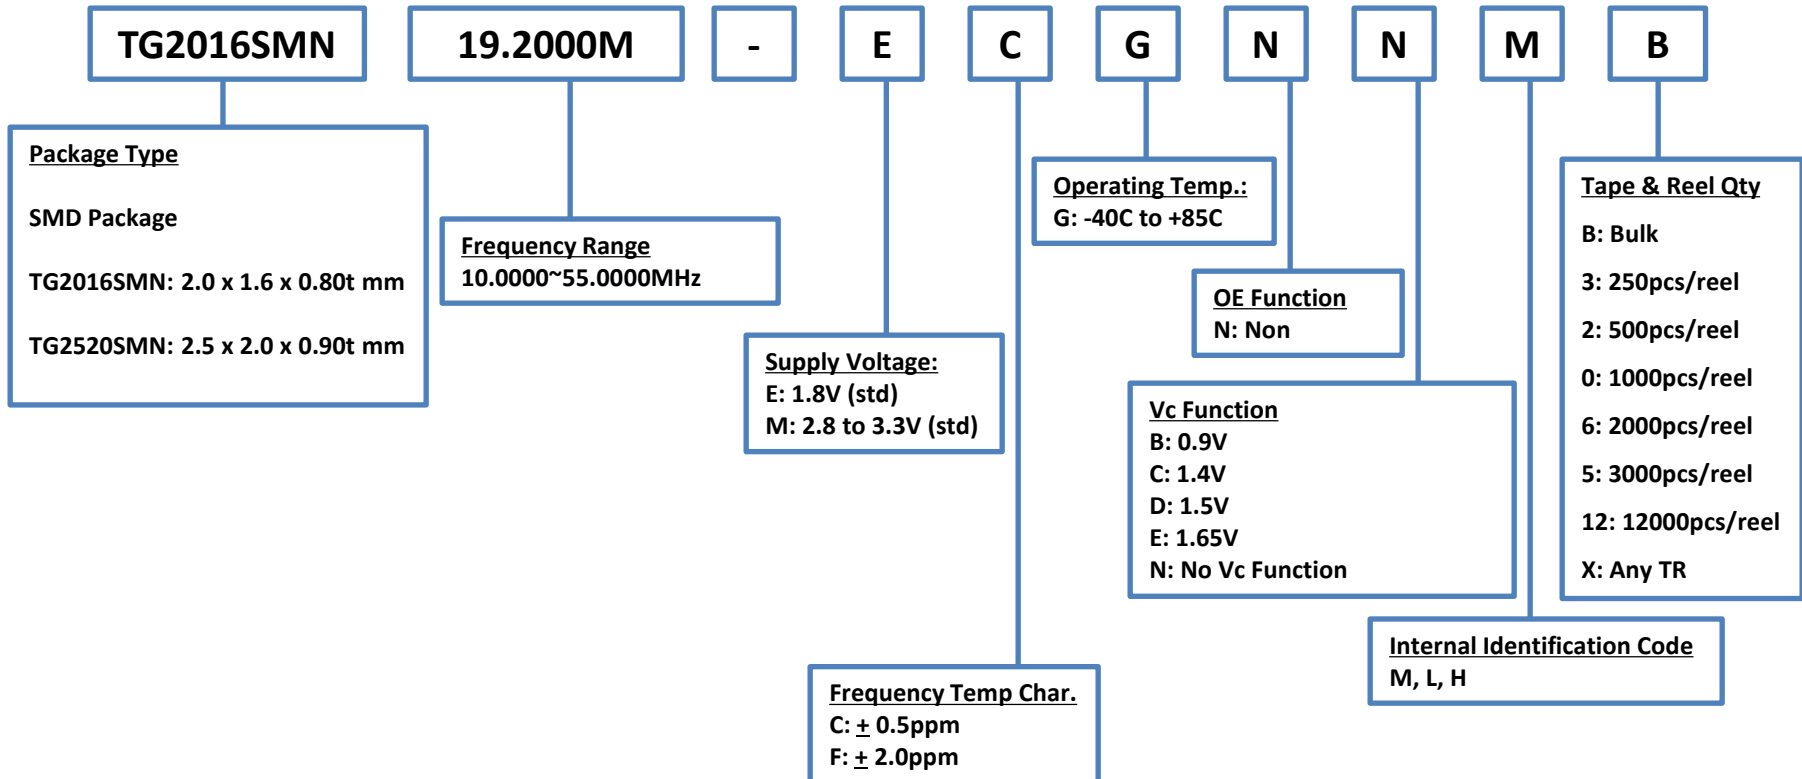 TG2016SMN 19.2000M - E C G N N M B
Package Type
SMD Package
TG2016SMN: 2.0 x 1.6 x 0.80t mm
TG2520SMN: 2.5 x 2.0 x 0.90t mm
Frequency Range
10.0000~55.0000MHz
Supply Voltage:
E: 1.8V (std)
M: 2.8 to 3.3V (std)
Frequency Temp Char.
C: ± 0.5ppm
F: ± 2.0ppm
Operating Temp.:
G: -40C to +85C
OE Function
N: Non
Vc Function
B: 0.9V
C: 1.4V
D: 1.5V
E: 1.65V
N: No Vc Function
Internal Identification Code
M, L, H
Tape & Reel Qty
B: Bulk
3: 250pcs/reel
2: 500pcs/reel
0: 1000pcs/reel
6: 2000pcs/reel
5: 3000pcs/reel
12: 12000pcs/reel
X: Any TR